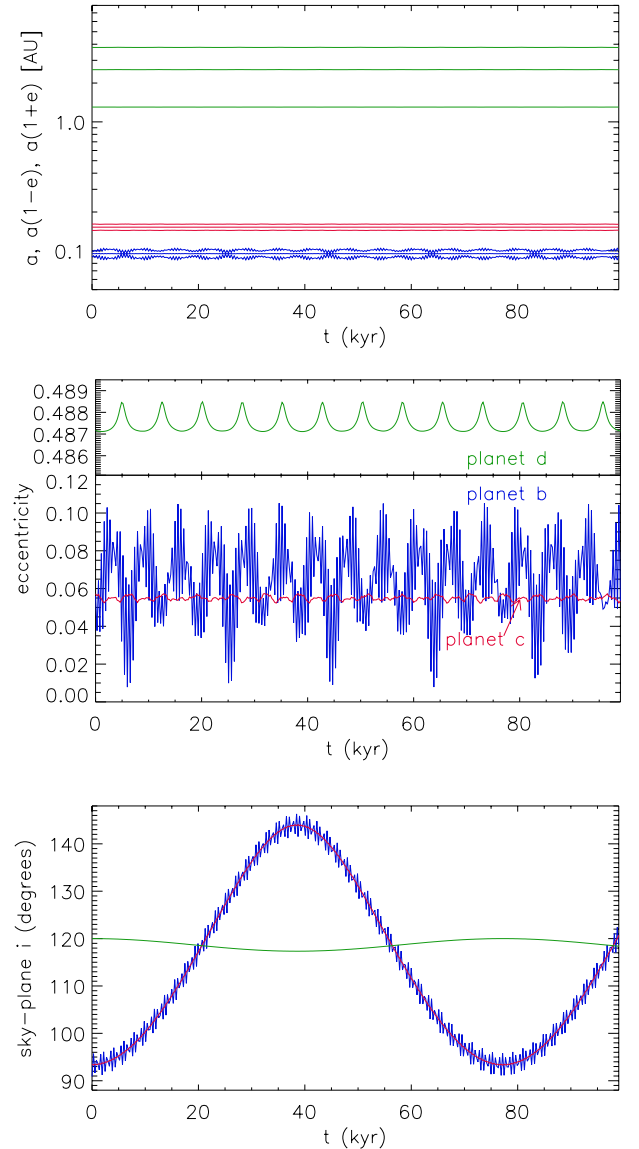 a, a(1−e), a(1+e) [AU]
1.0
0.1
0 20 40 60 80
t (kyr)
eccentricity
0.489
0.488
0.487
0.486
planet d
0.12
planet b
0.10
0.08
0.06
0.04
planet c
0.02
0.00
0 20 40 60 80
t (kyr)
sky−plane i (degrees)
140
130
120
110
100
90
0 20 40 60 80
t (kyr)